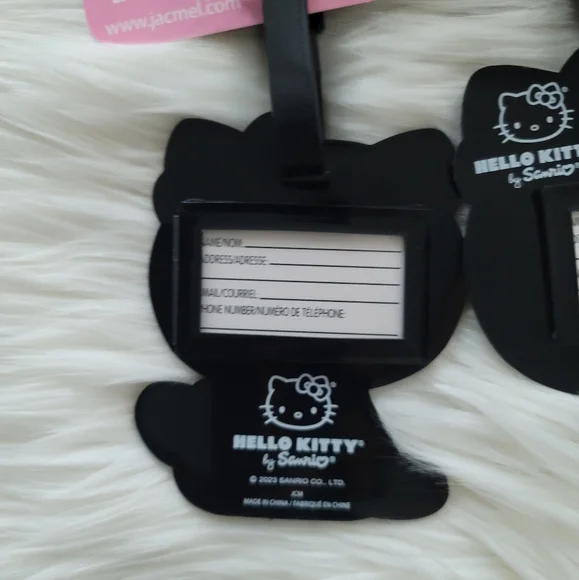 www.jacmel.com
NAME/NOM:
ADDRESS/ADRESSE:
EMAIL/COURRIEL:
PHONE NUMBER/NUMÉRO DE TÉLÉPHONE:
HELLO KITTY®
by Sanrio®
© 2023 SANRIO CO., LTD.
JCM
MADE IN CHINA / FABRIQUÉ EN CHINE
HELLO KITTY
by Sanrio®